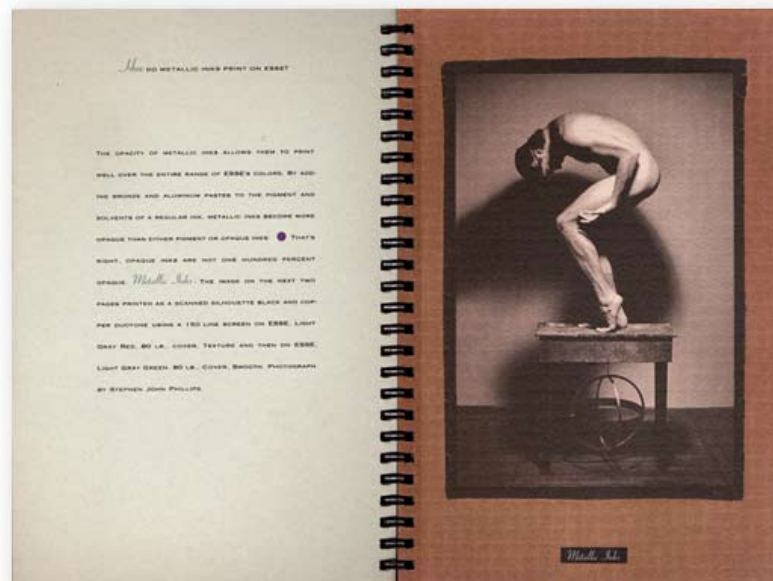 How DO METALLIC INKS PRINT ON ESSE?
THE OPACITY OF METALLIC INKS ALLOWS THEM TO PRINT
WELL OVER THE ENTIRE RANGE OF ESSE'S COLORS. BY ADD-
ING BRONZE AND ALUMINUM PASTES TO THE PIGMENT AND
SOLVENTS OF A REGULAR INK, METALLIC INKS BECOME MORE
OPAQUE THAN EITHER PIGMENT OR OPAQUE INKS THAT'S
RIGHT, OPAQUE INKS ARE NOT ONE HUNDRED PERCENT
OPAQUE. Metallic Inks. THE IMAGE ON THE NEXT TWO
PAGES PRINTED AS A SCANNED SILHOUETTE BLACK AND COP-
PER DUOTONE USING A 150 LINE SCREEN ON ESSE, LIGHT
GRAY RED, 80 LB., COVER, TEXTURE AND THEN ON ESSE,
LIGHT GRAY GREEN, 80 LB., COVER, SMOOTH. PHOTOGRAPH
BY STEPHEN JOHN PHILLIPS.
Metallic Inks